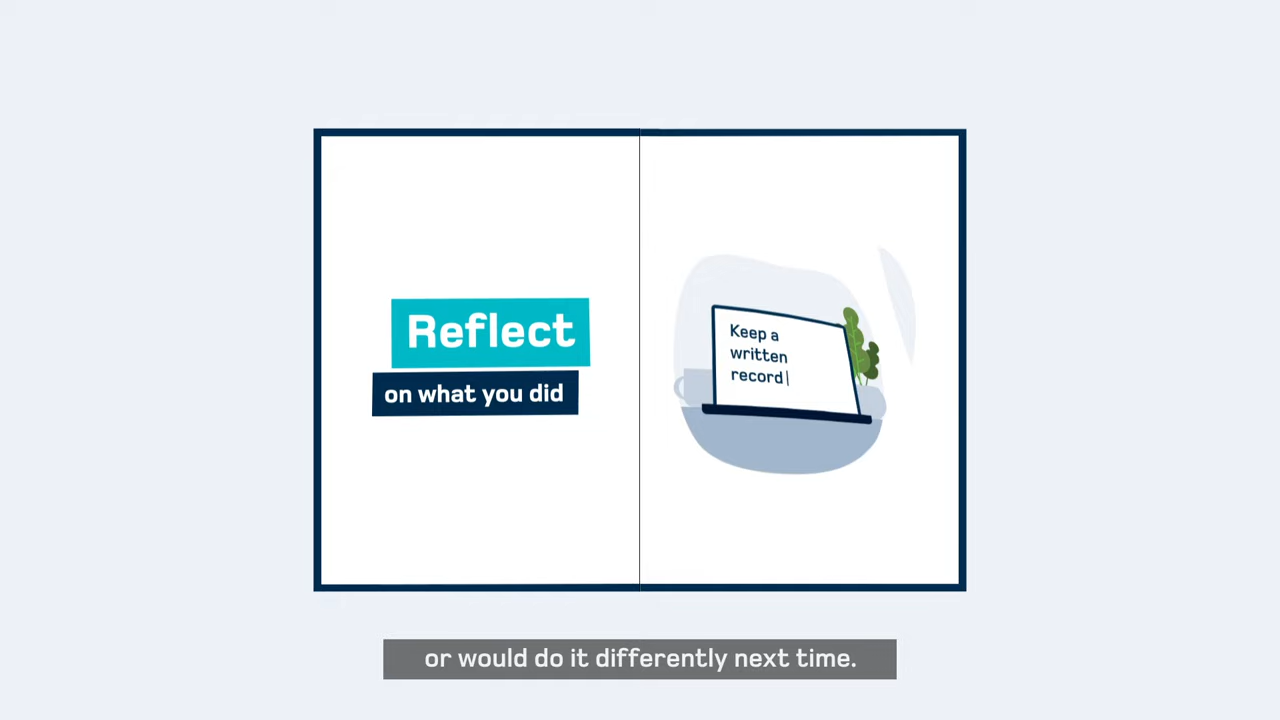 Reflect
on what you did
Keep a
written
record
or would do it differently next time.